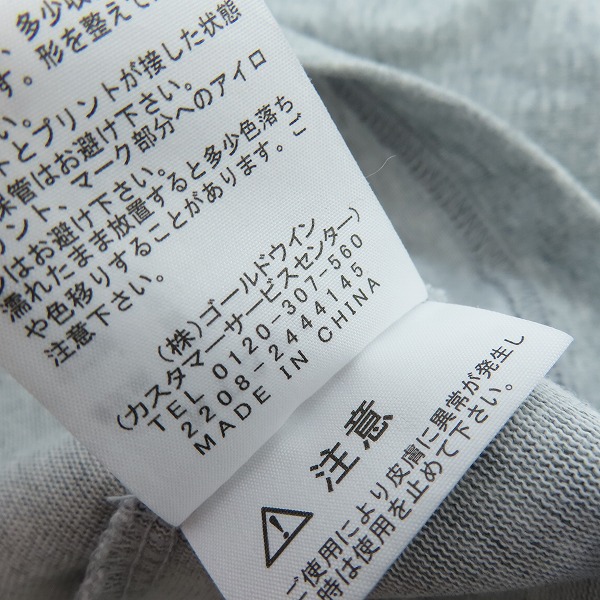 、多少収
す。形を整えて
い。
トとプリントが接した状態
保管はお避け下さい。
リント、マーク部分へのアイロ
ンはお避け下さい。
濡れたまま放置すると多少色落ち
や色移りすることがあります。ご
注意下さい。
(株)ゴールドウイン
(カスタマーサービスセンター)
TEL 0120-307-560
2208-2444145
MADE IN CHINA
注意
ご使用により皮膚に異常が発生し
時は使用を止めて下さい。